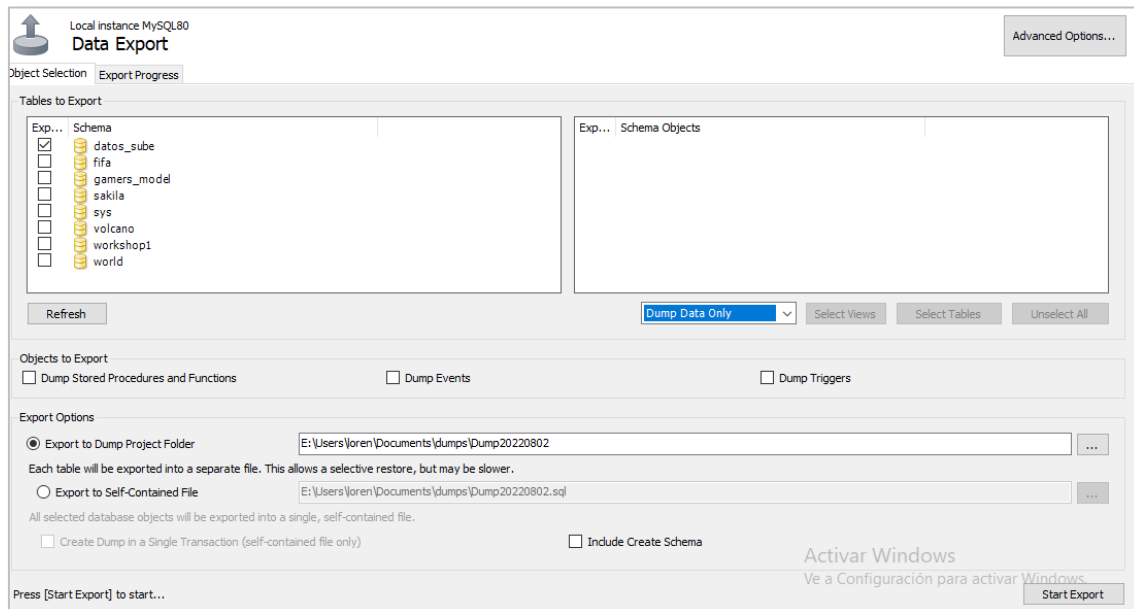 Local instance MySQL80
Data Export
Advanced Options...
Object Selection Export Progress
Tables to Export
Exp... Schema
datos_sube
fifa
gamers_model
sakila
sys
volcano
workshop1
world
Exp... Schema Objects
Refresh
Dump Data Only
Select Views
Select Tables
Unselect All
Objects to Export
Dump Stored Procedures and Functions
Dump Events
Dump Triggers
Export Options
Export to Dump Project Folder
E:\Users\loren\Documents\dumps\Dump20220802
...
Each table will be exported into a separate file. This allows a selective restore, but may be slower.
Export to Self-Contained File
E:\Users\loren\Documents\dumps\Dump20220802.sql
...
All selected database objects will be exported into a single, self-contained file.
Create Dump in a Single Transaction (self-contained file only)
Include Create Schema
Activar Windows
Ve a Configuración para activar Windows.
Press [Start Export] to start...
Start Export